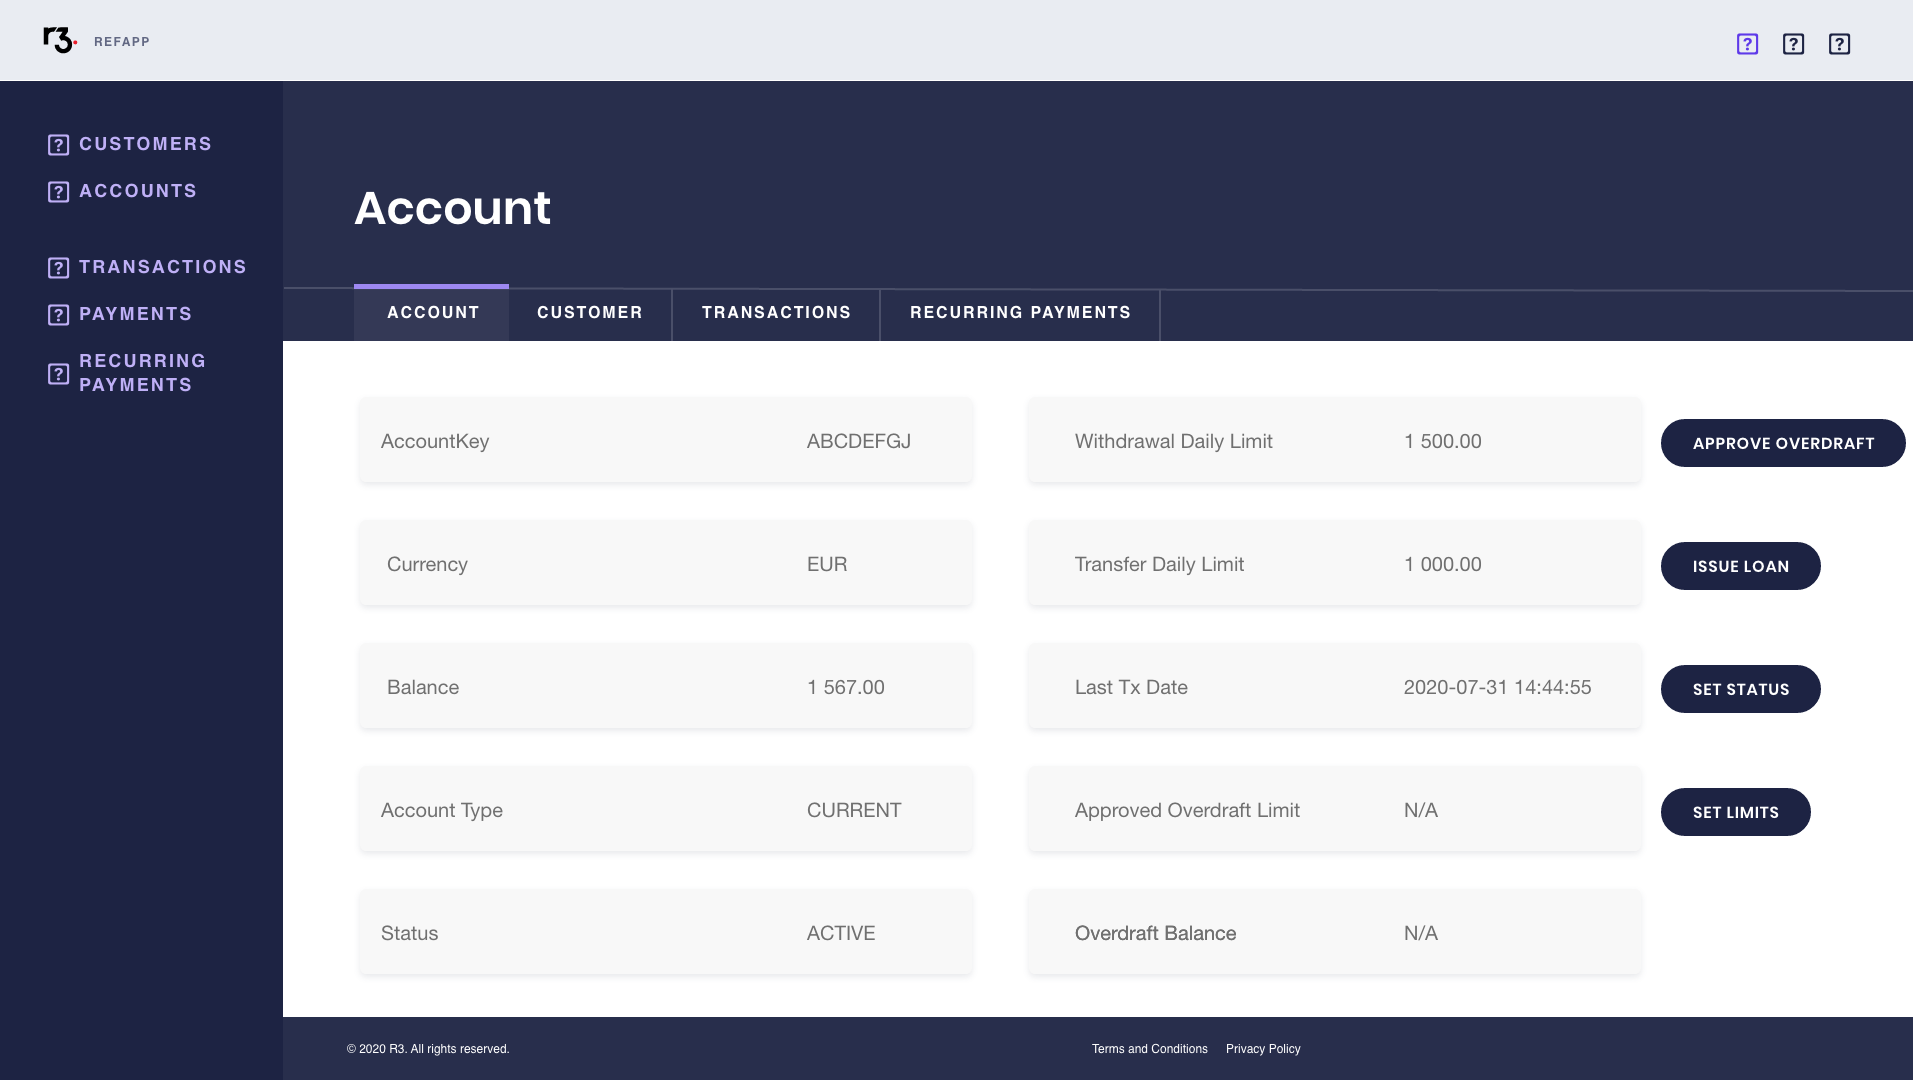 r3.
REFAPP
CUSTOMERS
ACCOUNTS
TRANSACTIONS
PAYMENTS
RECURRING
PAYMENTS
Account
ACCOUNT CUSTOMER TRANSACTIONS RECURRING PAYMENTS
AccountKey ABCDEFGJ
Withdrawal Daily Limit 1 500.00
APPROVE OVERDRAFT
Currency EUR
Transfer Daily Limit 1 000.00
ISSUE LOAN
Balance 1 567.00
Last Tx Date 2020-07-31 14:44:55
SET STATUS
Account Type CURRENT
Approved Overdraft Limit N/A
SET LIMITS
Status ACTIVE
Overdraft Balance N/A
© 2020 R3. All rights reserved.
Terms and Conditions Privacy Policy